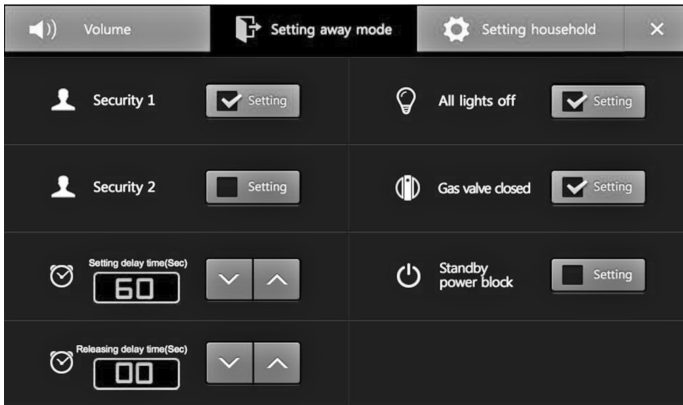 Volume
Setting away mode
Setting household
Security 1
Setting
All lights off
Setting
Security 2
Setting
Gas valve closed
Setting
Setting delay time(Sec)
60
Standby
power block
Setting
Releasing delay time(Sec)
00